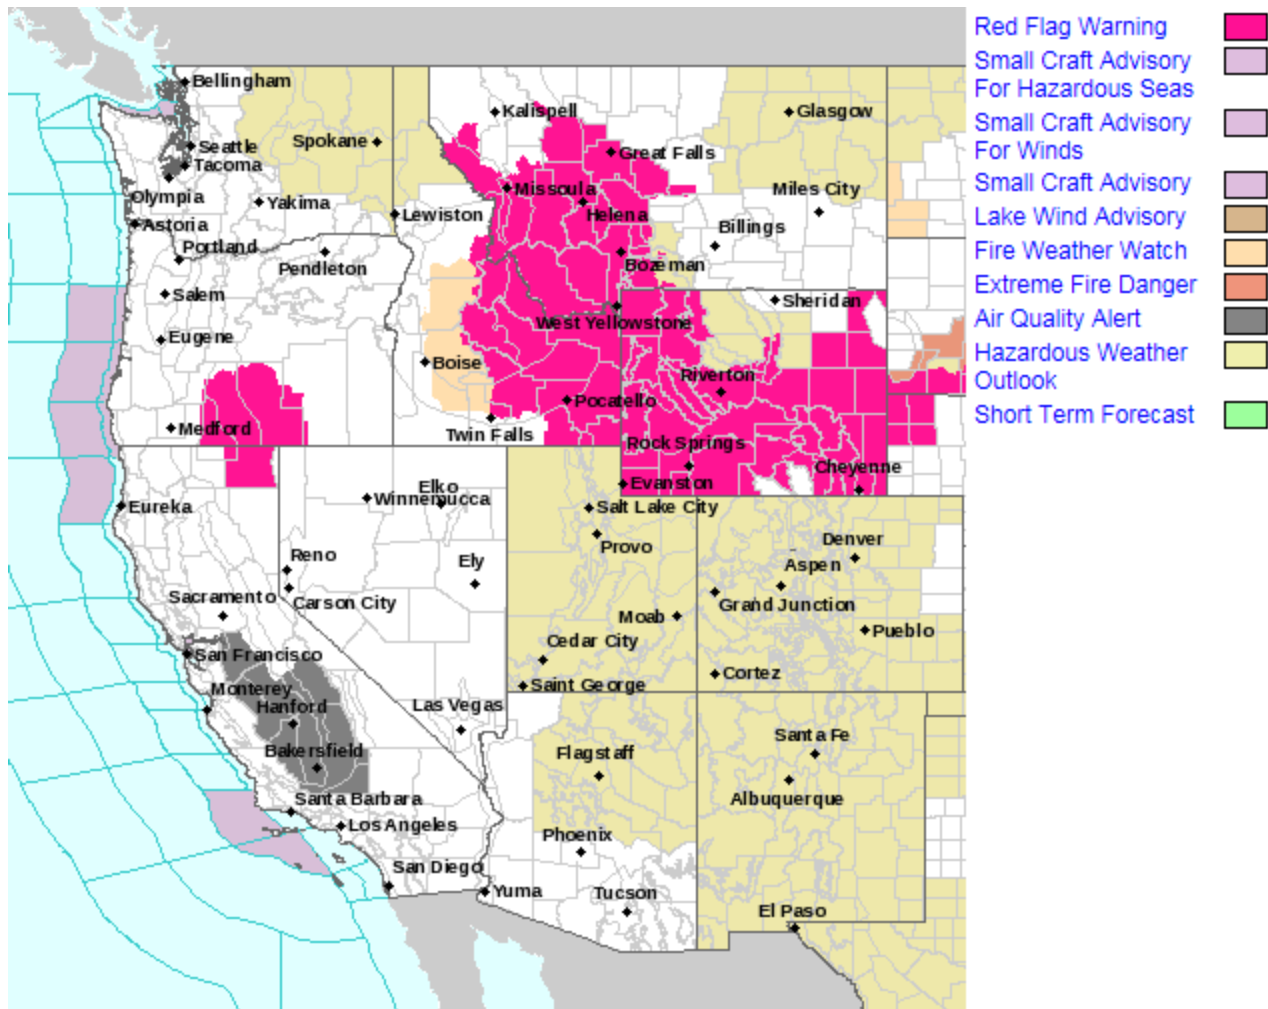 Bellingham
Kalispell
Glasgow
Spokane
Seattle
Great Falls
Tacoma
Missoula
Miles City
Olympia
Yakima
Lewiston
Helena
Astoria
Billings
Portland
Pendleton
Bozeman
Salem
Sheridan
West Yellowstone
Eugene
Boise
Riverton
Pocatello
Medford
Twin Falls
Rock Springs
Cheyenne
Evanston
Elko
Winnemucca
Eureka
Salt Lake City
Provo
Denver
Reno
Ely
Aspen
Sacramento
Carson City
Grand Junction
Moab
Pueblo
Cedar City
San Francisco
Cortez
Saint George
Monterey
Hanford
Las Vegas
Santa Fe
Bakersfield
Flagstaff
Santa Barbara
Albuquerque
Los Angeles
Phoenix
San Diego
Yuma
Tucson
El Paso
Red Flag Warning
Small Craft Advisory
For Hazardous Seas
Small Craft Advisory
For Winds
Small Craft Advisory
Lake Wind Advisory
Fire Weather Watch
Extreme Fire Danger
Air Quality Alert
Hazardous Weather
Outlook
Short Term Forecast